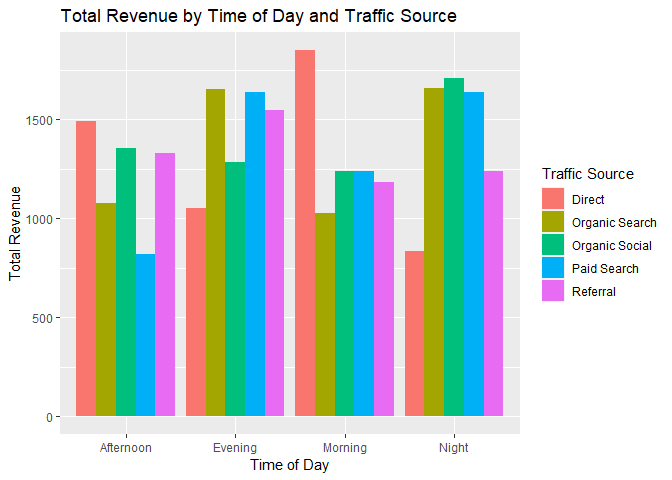 Total Revenue by Time of Day and Traffic Source
Total Revenue
1500
1000
500
0
Afternoon
Evening
Morning
Night
Time of Day
Traffic Source
Direct
Organic Search
Organic Social
Paid Search
Referral